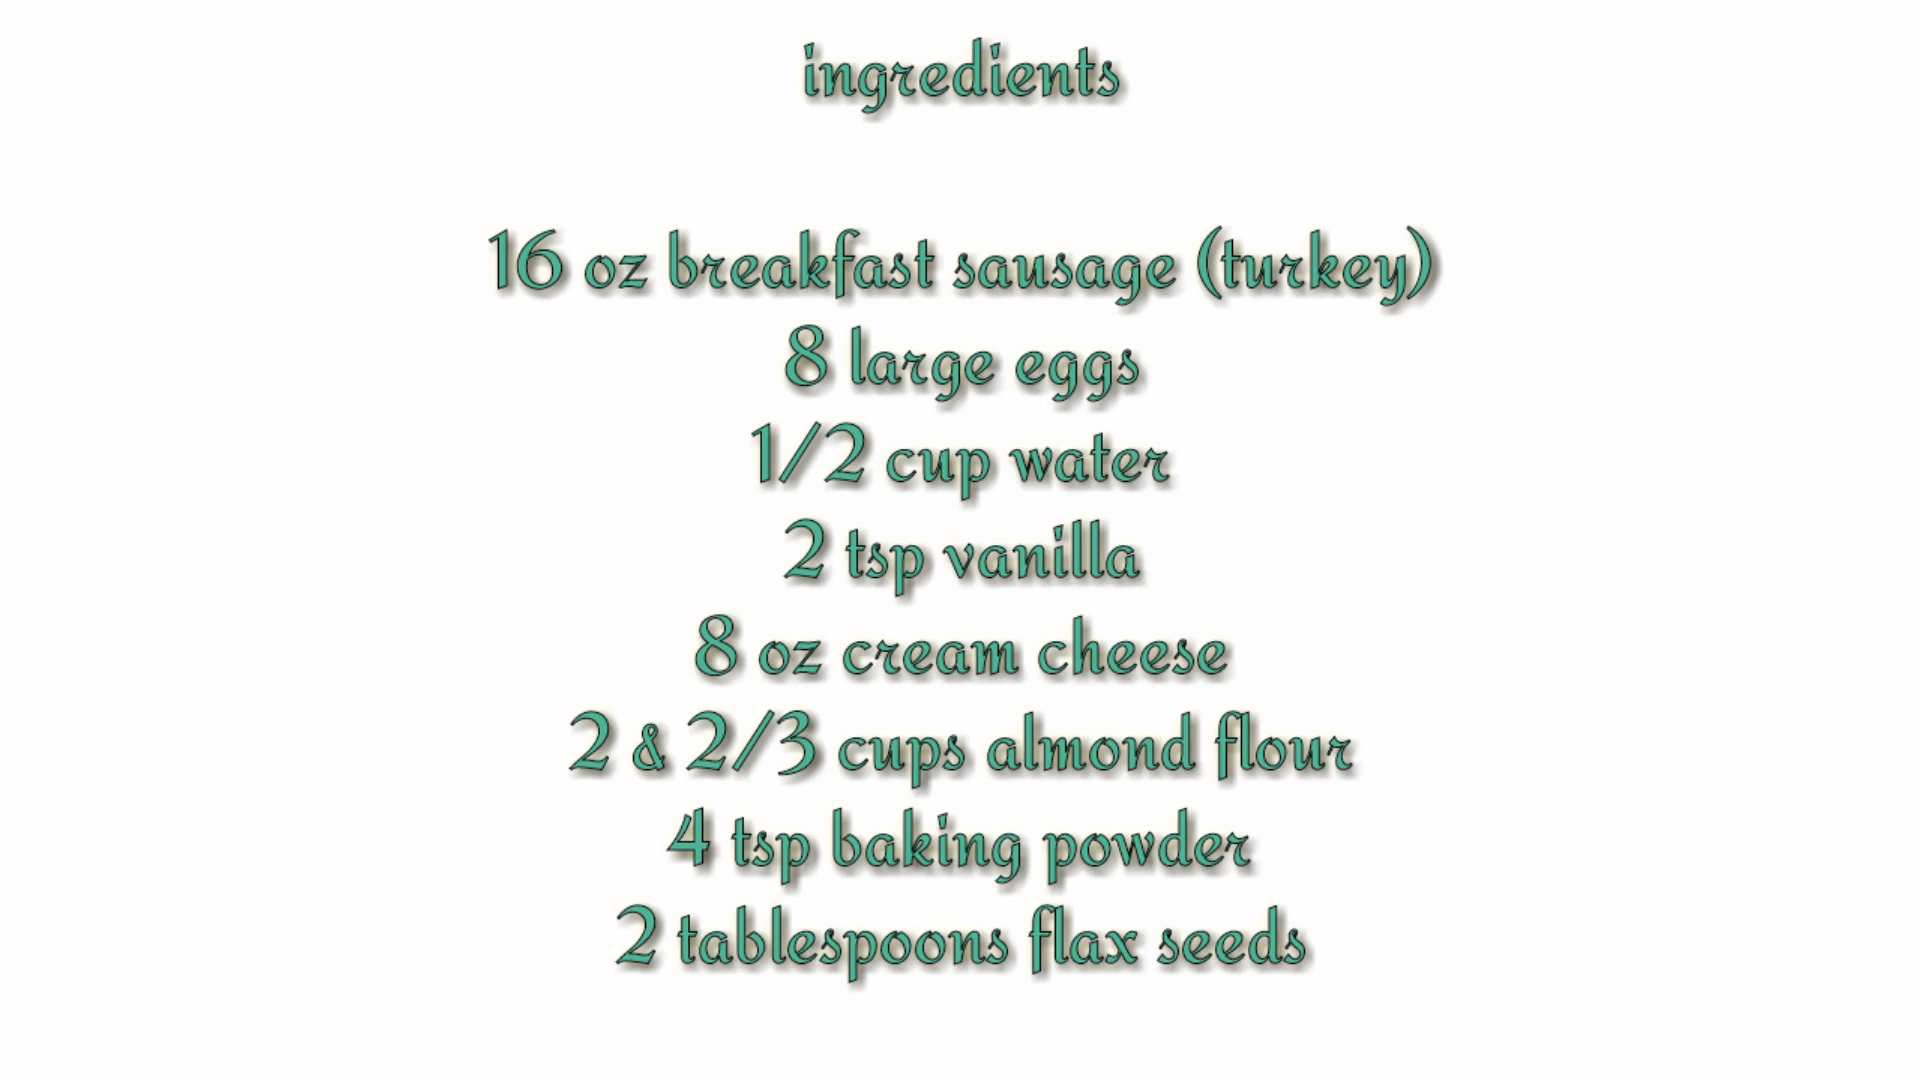 ingredients
16 oz breakfast sausage (turkey)
8 large eggs
1/2 cup water
2 tsp vanilla
8 oz cream cheese
2 & 2/3 cups almond flour
4 tsp baking powder
2 tablespoons flax seeds